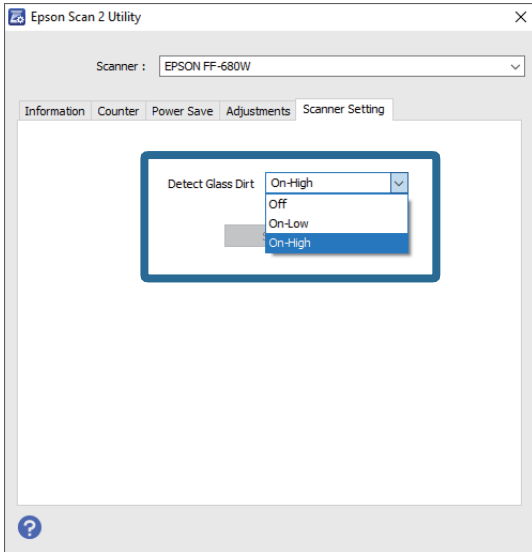 Epson Scan 2 Utility
Scanner : EPSON FF-680W
Information Counter Power Save Adjustments Scanner Setting
Detect Glass Dirt On-High
Off
On-Low
On-High